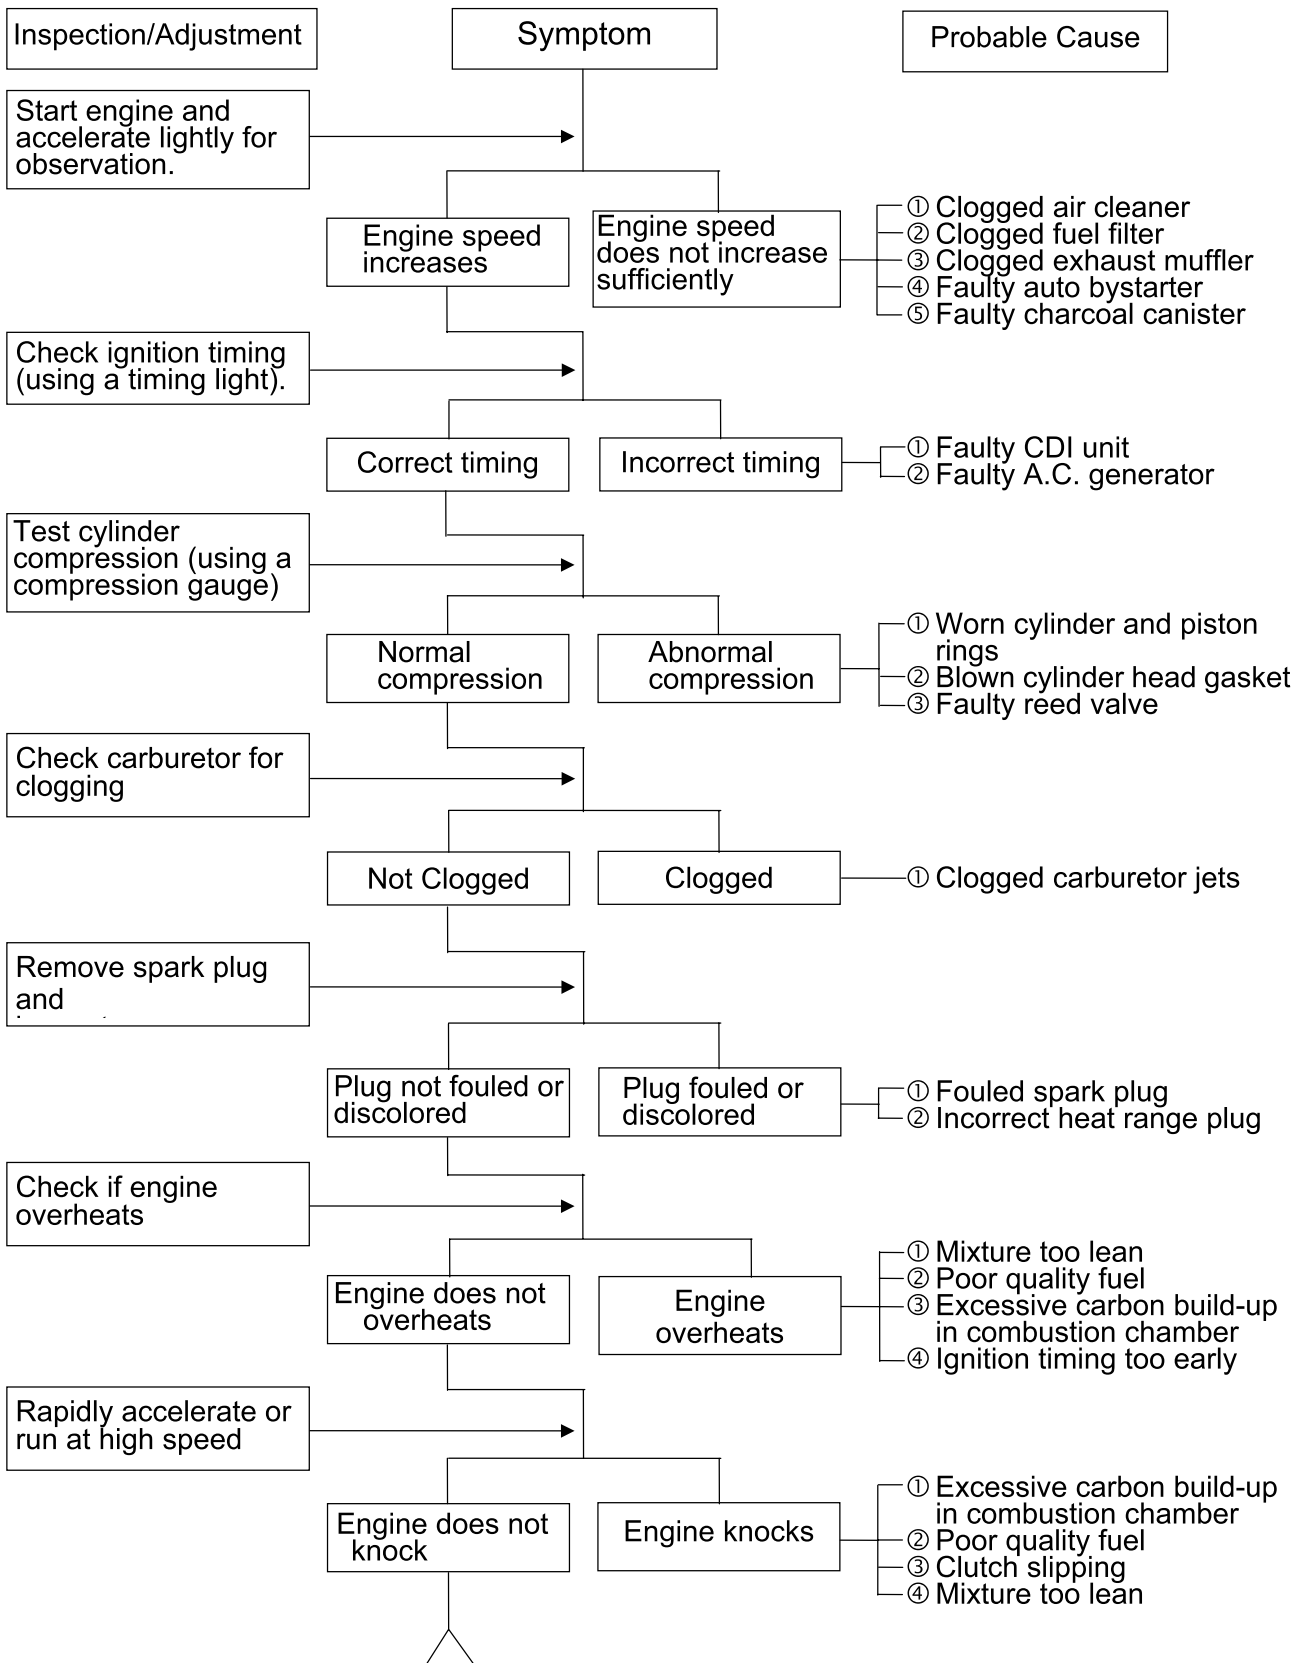 Inspection/Adjustment
Symptom
Probable Cause
Start engine and
accelerate lightly for
observation.
Engine speed
increases
Engine speed
does not increase
sufficiently
① Clogged air cleaner
② Clogged fuel filter
③ Clogged exhaust muffler
④ Faulty auto bystarter
⑤ Faulty charcoal canister
Check ignition timing
(using a timing light).
Correct timing
Incorrect timing
① Faulty CDI unit
② Faulty A.C. generator
Test cylinder
compression (using a
compression gauge)
Normal
compression
Abnormal
compression
① Worn cylinder and piston
rings
② Blown cylinder head gasket
③ Faulty reed valve
Check carburetor for
clogging
Not Clogged
Clogged
① Clogged carburetor jets
Remove spark plug
and
Plug not fouled or
discolored
Plug fouled or
discolored
① Fouled spark plug
② Incorrect heat range plug
Check if engine
overheats
Engine does not
overheats
Engine
overheats
① Mixture too lean
② Poor quality fuel
③ Excessive carbon build-up
in combustion chamber
④ Ignition timing too early
Rapidly accelerate or
run at high speed
Engine does not
knock
Engine knocks
① Excessive carbon build-up
in combustion chamber
② Poor quality fuel
③ Clutch slipping
④ Mixture too lean